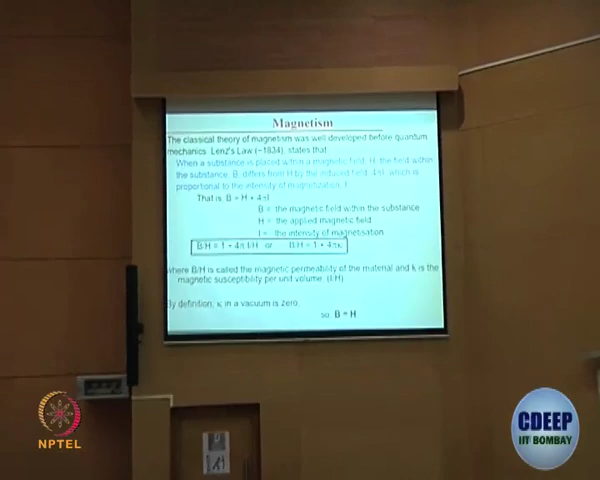 Magnetism
The classical theory of magnetism was well developed before quantum
mechanics. Lenz's Law (~1834), states that
When a substance is placed within a magnetic field, H, the field within
the substance, B, differs from H by the induced field, 4πI, which is
proportional to the intensity of magnetization, I.
That is, B = H + 4πI
B = the magnetic field within the substance
H = the applied magnetic field
I = the intensity of magnetisation
B/H = 1 + 4π I/H or B/H = 1 + 4πκ
where B/H is called the magnetic permeability of the material and κ is the
magnetic susceptibility per unit volume, (I/H)
By definition, κ in a vacuum is zero,
so B = H
NPTEL
CDEEP
IIT BOMBAY